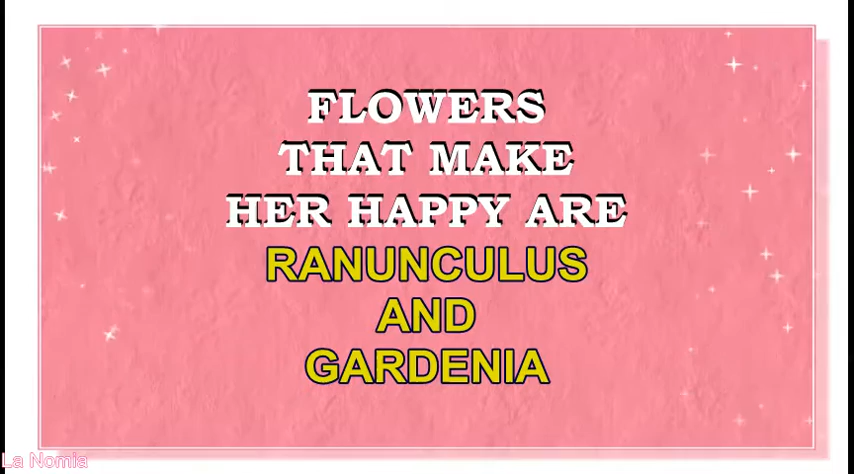 FLOWERS
THAT MAKE
HER HAPPY ARE
RANUNCULUS
AND
GARDENIA
La Nomia